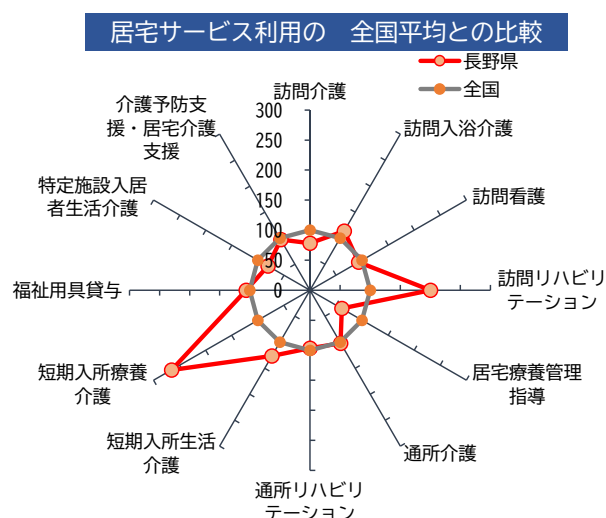 居宅サービス利用の　全国平均との比較
長野県
全国
訪問介護
訪問入浴介護
訪問看護
訪問リハビリ
テーション
居宅療養管理
指導
通所介護
通所リハビリ
テーション
短期入所生活
介護
短期入所療養
介護
福祉用具貸与
特定施設入居
者生活介護
介護予防支
援・居宅介護
支援
300
250
200
150
100
50
0